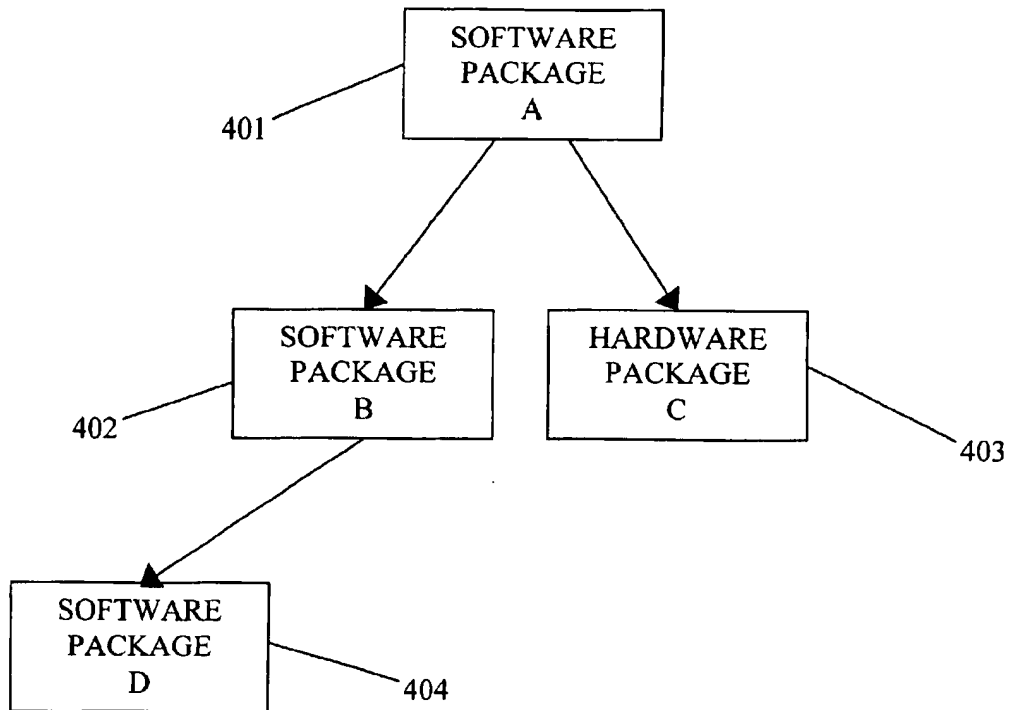 SOFTWARE
PACKAGE
A
401
SOFTWARE
PACKAGE
B
402
HARDWARE
PACKAGE
C
403
SOFTWARE
PACKAGE
D
404